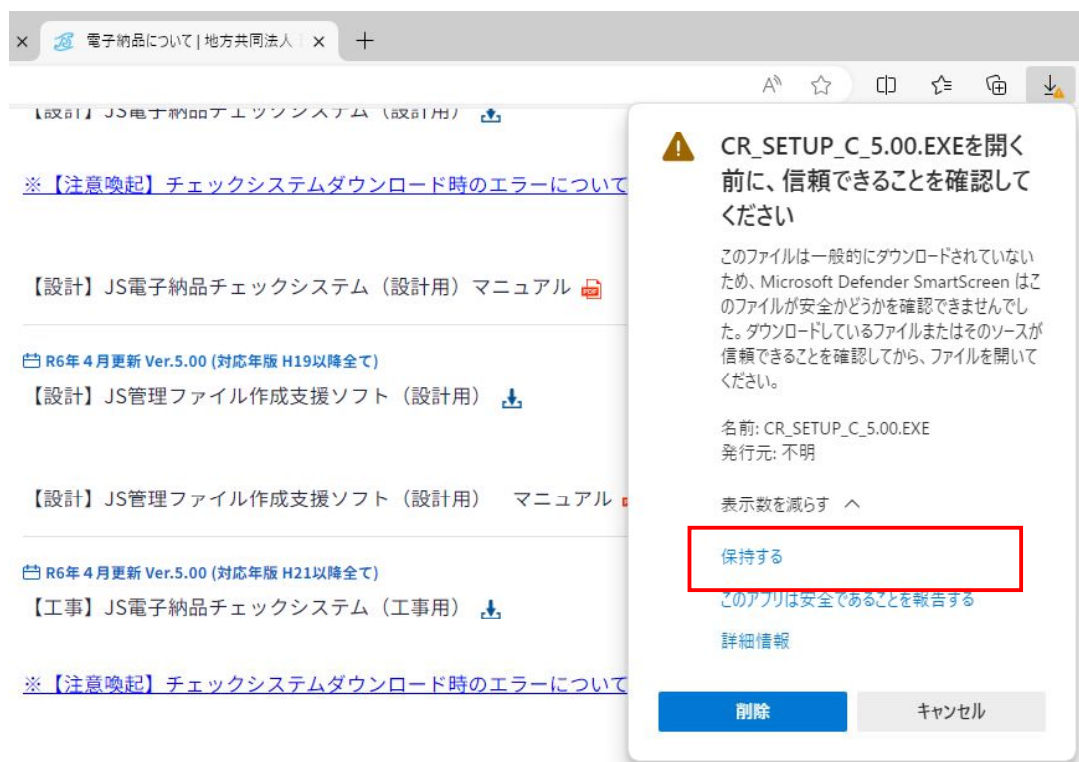 電子納品について | 地方共同法人
【設計】JS電子納品チェックシステム（設計用）
※【注意喚起】チェックシステムダウンロード時のエラーについて
【設計】JS電子納品チェックシステム（設計用）マニュアル
R6年４月更新 Ver.5.00 (対応年版 H19以降全て)
【設計】JS管理ファイル作成支援ソフト（設計用）
【設計】JS管理ファイル作成支援ソフト（設計用）　マニュアル
R6年４月更新 Ver.5.00 (対応年版 H21以降全て)
【工事】JS電子納品チェックシステム（工事用）
※【注意喚起】チェックシステムダウンロード時のエラーについて
CR_SETUP_C_5.00.EXEを開く
前に、信頼できることを確認して
ください
このファイルは一般的にダウンロードされていない
ため、Microsoft Defender SmartScreen はこ
のファイルが安全かどうかを確認できませんでし
た。ダウンロードしているファイルまたはそのソースが
信頼できることを確認してから、ファイルを開いて
ください。
名前: CR_SETUP_C_5.00.EXE
発行元: 不明
表示数を減らす
保持する
このアプリは安全であることを報告する
詳細情報
削除
キャンセル